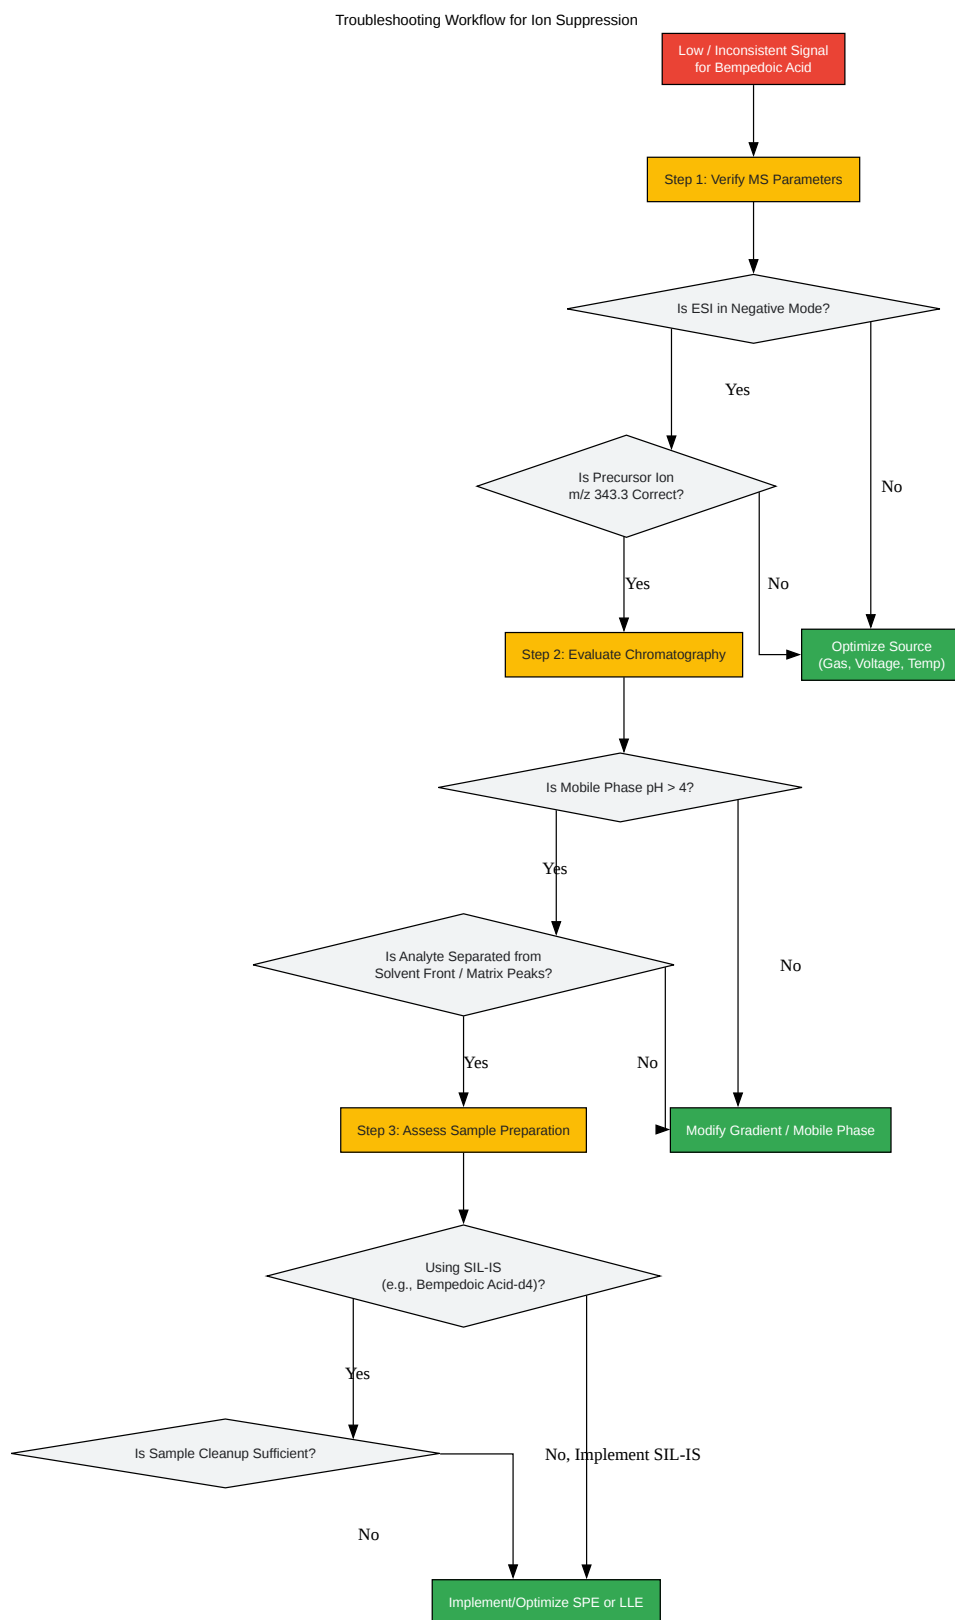 Troubleshooting Workflow for Ion Suppression
Low / Inconsistent Signal
for Bempedoic Acid
Step 1: Verify MS Parameters
Is ESI in Negative Mode?
Yes
No
Is Precursor Ion
m/z 343.3 Correct?
Yes
No
Optimize Source
(Gas, Voltage, Temp)
Step 2: Evaluate Chromatography
Is Mobile Phase pH > 4?
Yes
No
Is Analyte Separated from
Solvent Front / Matrix Peaks?
Yes
No
Modify Gradient / Mobile Phase
Step 3: Assess Sample Preparation
Using SIL-IS
(e.g., Bempedoic Acid-d4)?
Yes
No, Implement SIL-IS
Is Sample Cleanup Sufficient?
No
Implement/Optimize SPE or LLE